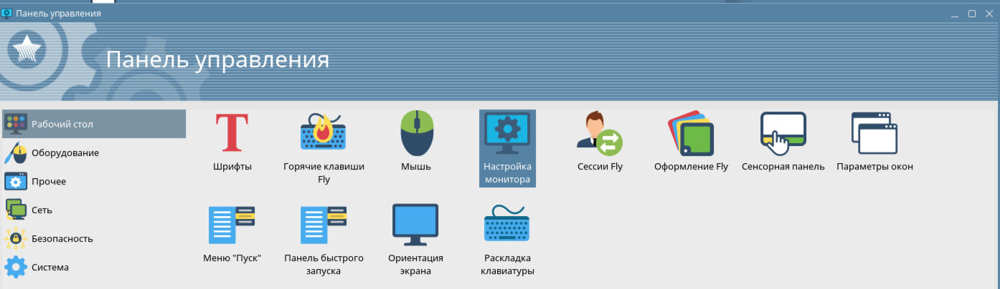 Панель управления
Панель управления
Рабочий стол
Оборудование
Прочее
Сеть
Безопасность
Система
Шрифты
Горячие клавиши
Fly
Мышь
Настройка
монитора
Сессии Fly
Оформление Fly
Сенсорная панель
Параметры окон
Меню "Пуск"
Панель быстрого
запуска
Ориентация
экрана
Раскладка
клавиатуры